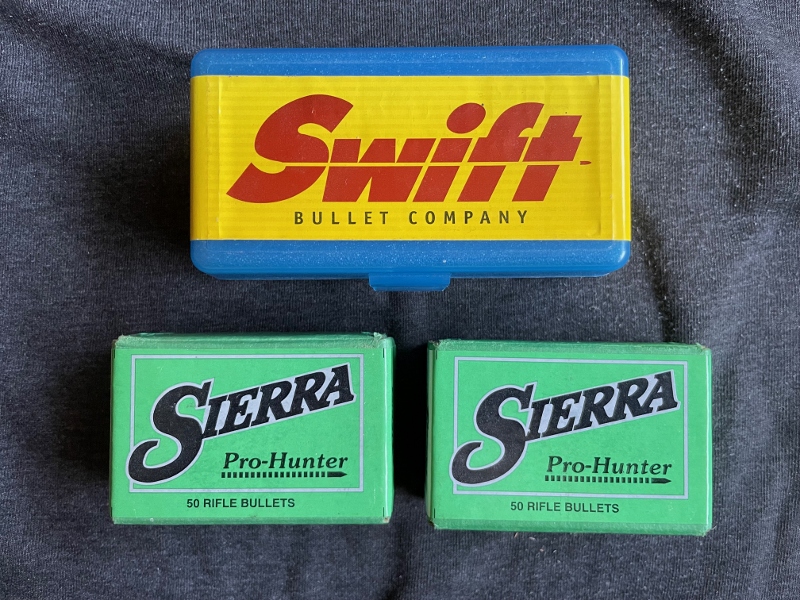 Swift
BULLET COMPANY
SIERRA
Pro-Hunter
50 RIFLE BULLETS
SIERRA
Pro-Hunter
50 RIFLE BULLETS